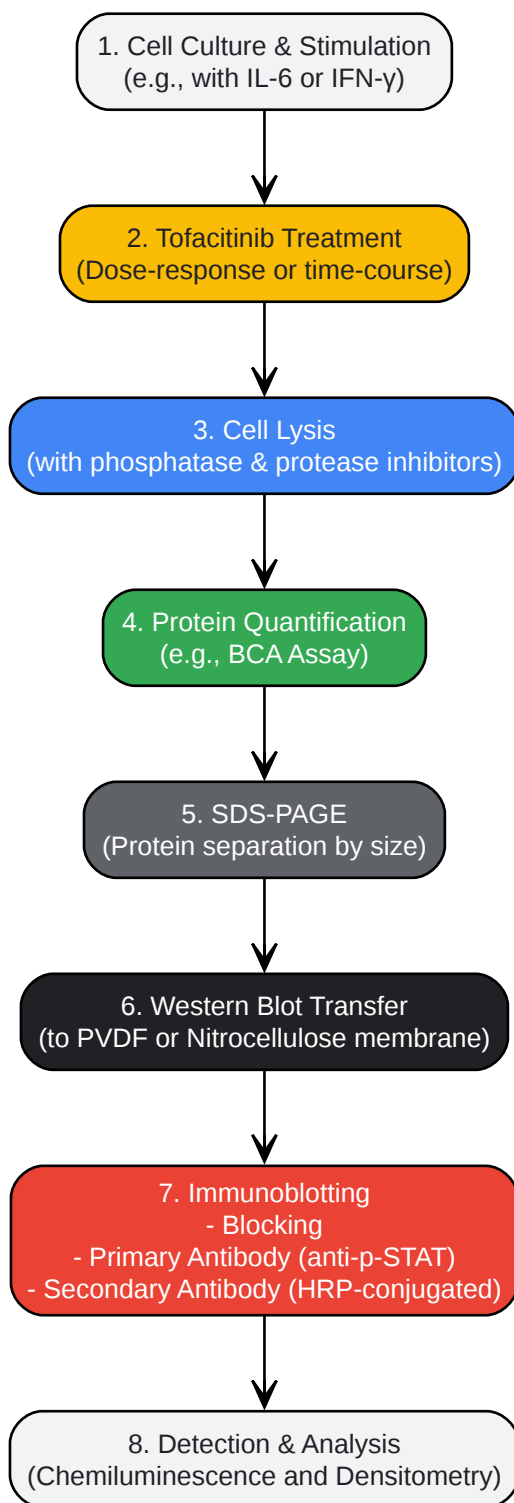 1. Cell Culture & Stimulation
(e.g., with IL-6 or IFN-γ)
2. Tofacitinib Treatment
(Dose-response or time-course)
3. Cell Lysis
(with phosphatase & protease inhibitors)
4. Protein Quantification
(e.g., BCA Assay)
5. SDS-PAGE
(Protein separation by size)
6. Western Blot Transfer
(to PVDF or Nitrocellulose membrane)
7. Immunoblotting
- Blocking
- Primary Antibody (anti-p-STAT)
- Secondary Antibody (HRP-conjugated)
8. Detection & Analysis
(Chemiluminescence and Densitometry)